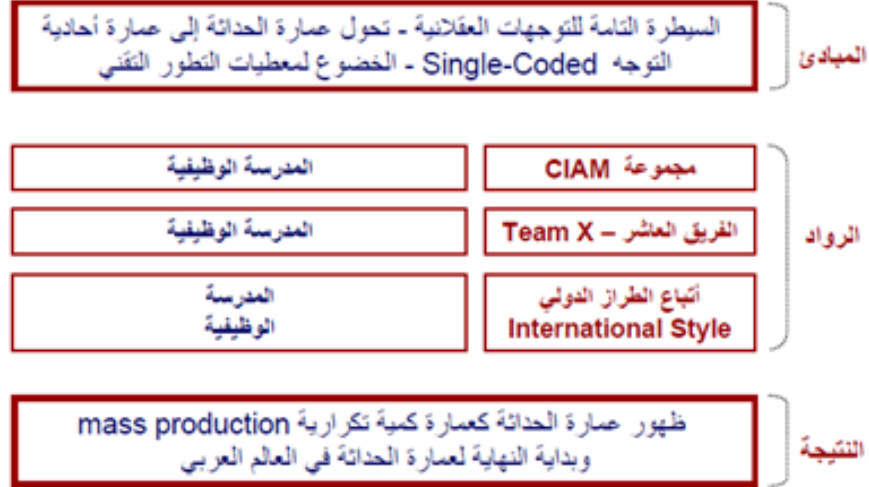 المبادئ
السيطرة التامة للتوجهات العقلانية - تحول عمارة الحداثة إلى عمارة أحادية
التوجه Single-Coded - الخضوع لمعطيات التطور التقني
الرواد
مجموعة CIAM
المدرسة الوظيفية
الفريق العاشر – Team X
المدرسة الوظيفية
أتباع الطراز الدولي
International Style
المدرسة
الوظيفية
النتيجة
ظهور عمارة الحداثة كعمارة كمية تكرارية mass production
وبداية النهاية لعمارة الحداثة في العالم العربي